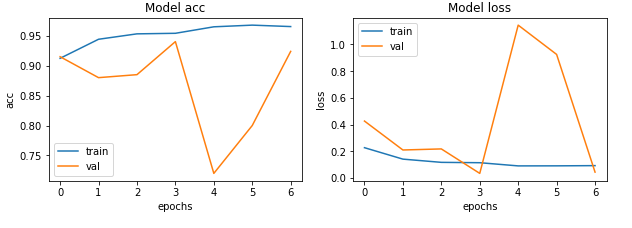 Model acc
acc
0.95
0.90
0.85
0.80
0.75
train
val
0 1 2 3 4 5 6
epochs
Model loss
loss
1.0
0.8
0.6
0.4
0.2
0.0
train
val
0 1 2 3 4 5 6
epochs